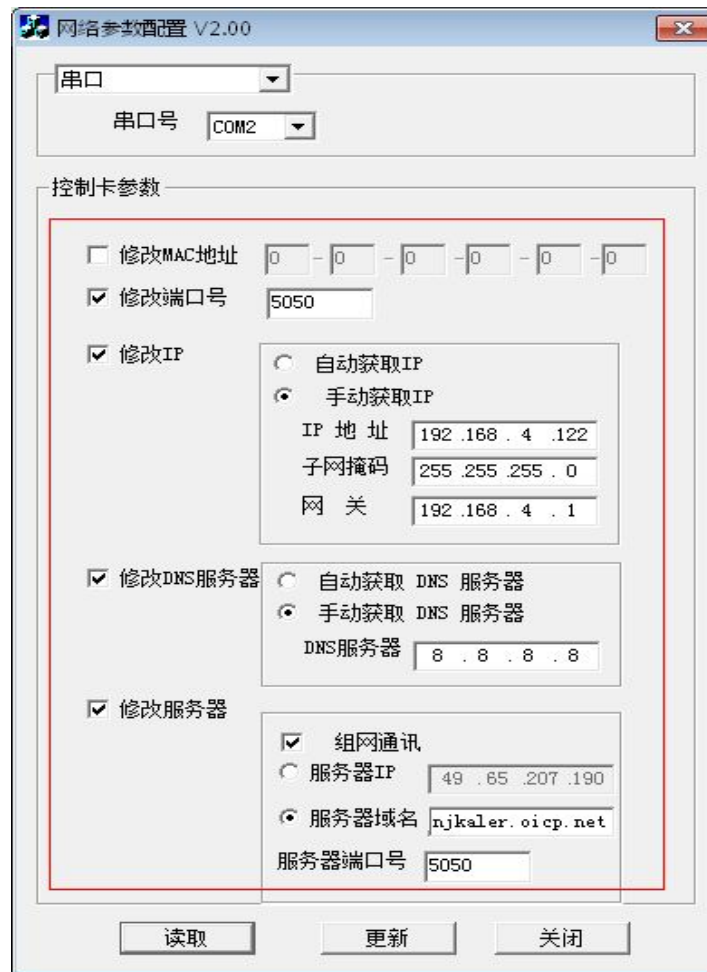 网络参数配置 V2.00
串口
串口号 COM2
控制卡参数
修改MAC地址 0 - 0 - 0 - 0 - 0 - 0
修改端口号 5050
修改IP
自动获取IP
手动获取IP
IP 地 址 192 .168 . 4 .122
子网掩码 255 .255 .255 . 0
网 关 192 .168 . 4 . 1
修改DNS服务器
自动获取 DNS 服务器
手动获取 DNS 服务器
DNS服务器 8 . 8 . 8 . 8
修改服务器
组网通讯
服务器IP 49 . 65 .207 .190
服务器域名 njkaler.oicp.net
服务器端口号 5050
读取 更新 关闭